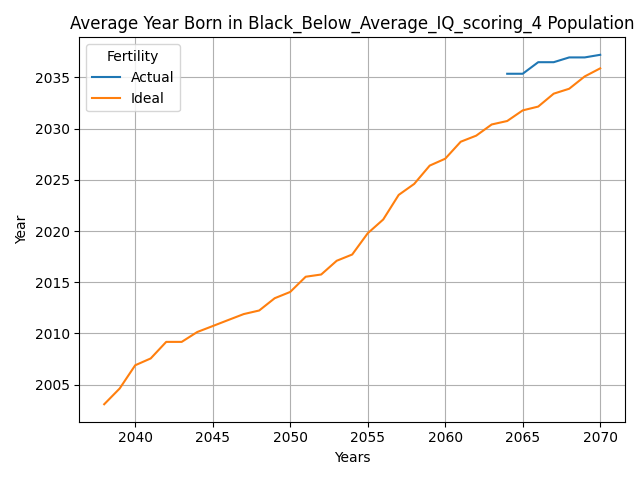 Average Year Born in Black_Below_Average_IQ_scoring_4 Population
Fertility
Actual
Ideal
2035
2030
2025
2020
2015
2010
2005
Year
2040 2045 2050 2055 2060 2065 2070
Years